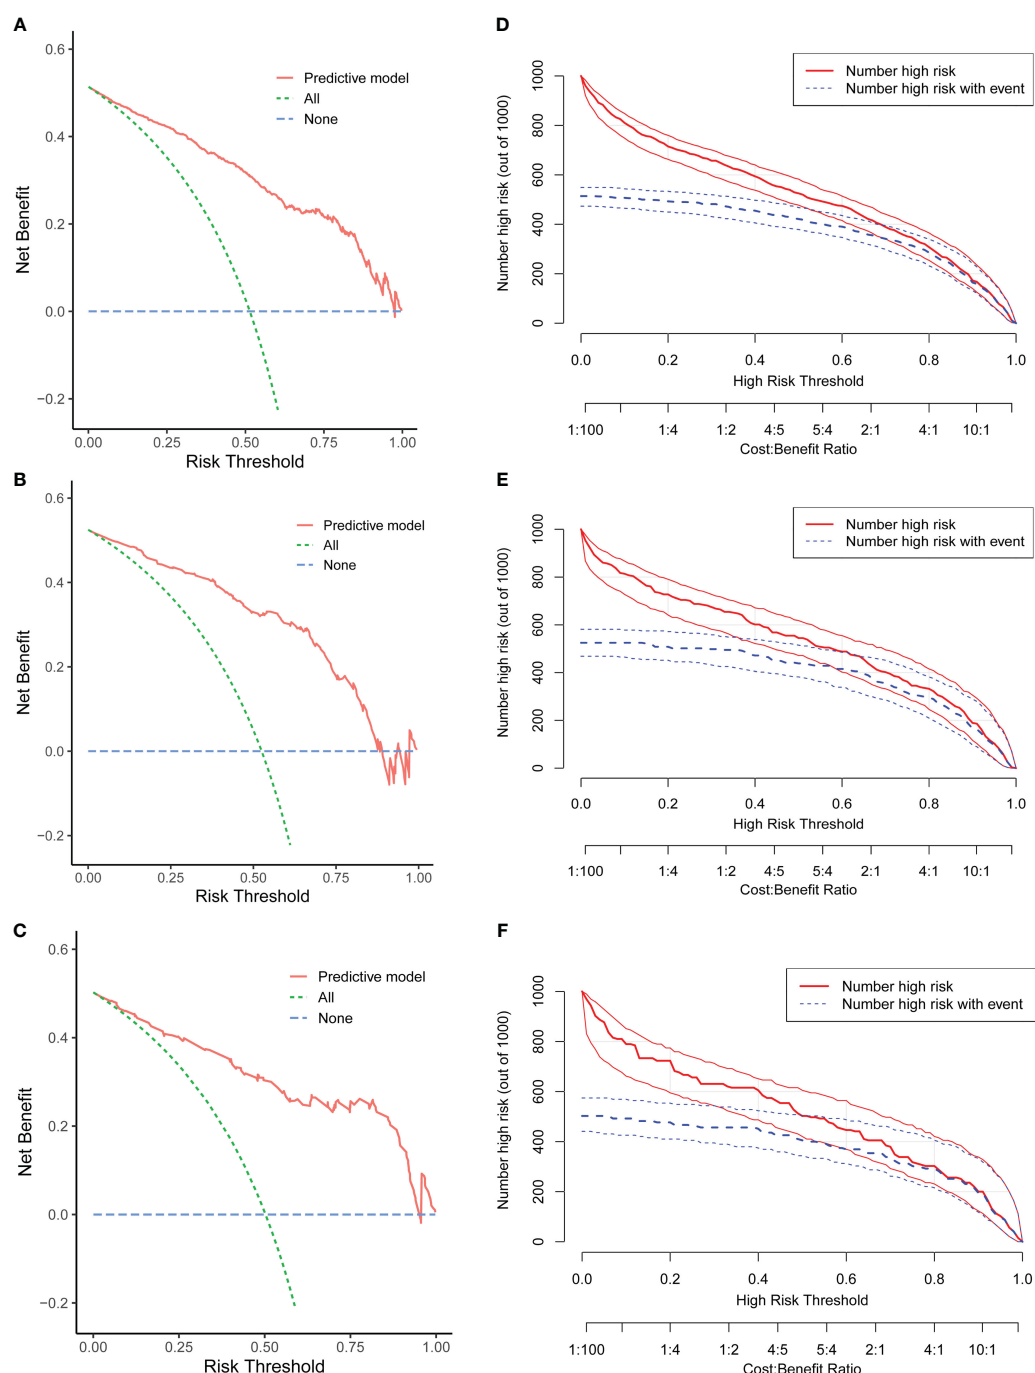 A
0.6
0.4
0.2
0.0
−0.2
Net Benefit
Predictive model
All
None
0.00 0.25 0.50 0.75 1.00
Risk Threshold
D
Number high risk
Number high risk with event
1000
800
600
400
200
0
Number high risk (out of 1000)
0.0 0.2 0.4 0.6 0.8 1.0
High Risk Threshold
1:100 1:4 1:2 4:5 5:4 2:1 4:1 10:1
Cost:Benefit Ratio
B
0.6
0.4
0.2
0.0
−0.2
Net Benefit
Predictive model
All
None
0.00 0.25 0.50 0.75 1.00
Risk Threshold
E
Number high risk
Number high risk with event
1000
800
600
400
200
0
Number high risk (out of 1000)
0.0 0.2 0.4 0.6 0.8 1.0
High Risk Threshold
1:100 1:4 1:2 4:5 5:4 2:1 4:1 10:1
Cost:Benefit Ratio
C
0.6
0.4
0.2
0.0
−0.2
Net Benefit
Predictive model
All
None
0.00 0.25 0.50 0.75 1.00
Risk Threshold
F
Number high risk
Number high risk with event
1000
800
600
400
200
0
Number high risk (out of 1000)
0.0 0.2 0.4 0.6 0.8 1.0
High Risk Threshold
1:100 1:4 1:2 4:5 5:4 2:1 4:1 10:1
Cost:Benefit Ratio